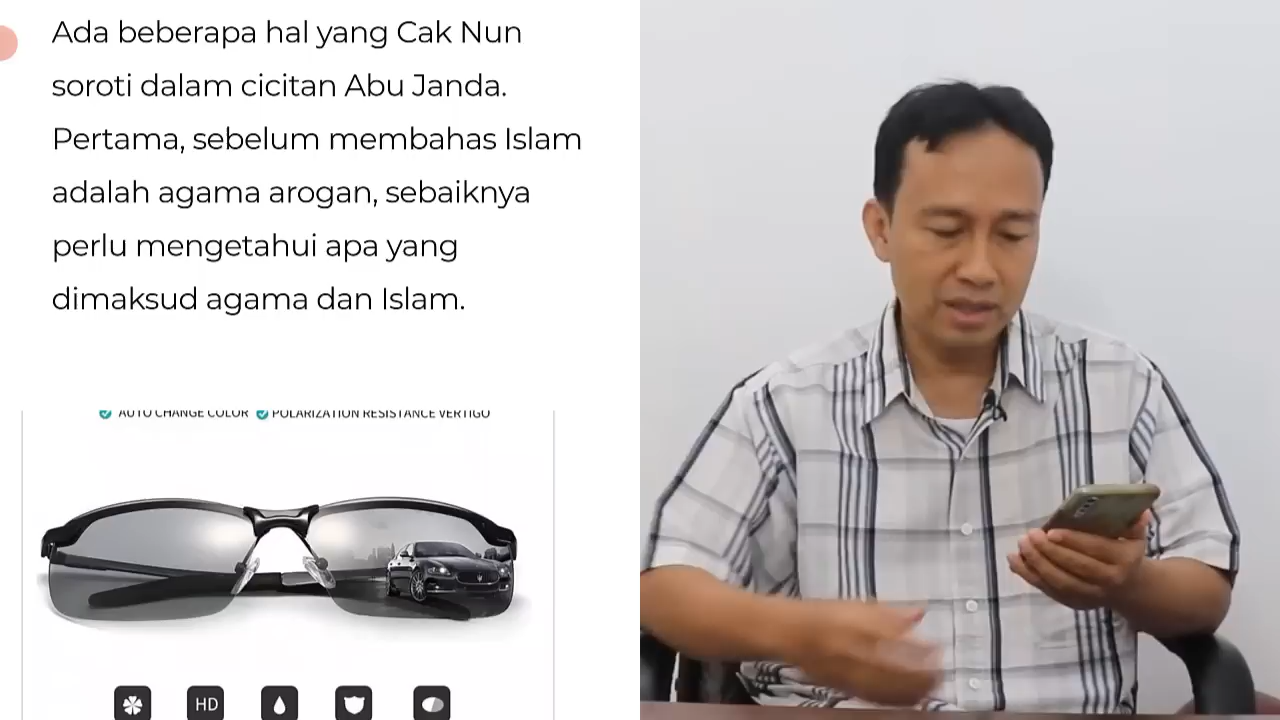 Ada beberapa hal yang Cak Nun
soroti dalam cicitan Abu Janda.
Pertama, sebelum membahas Islam
adalah agama arogan, sebaiknya
perlu mengetahui apa yang
dimaksud agama dan Islam.
AUTO CHANGE COLOR POLARIZATION RESISTANCE VERTIGO
HD